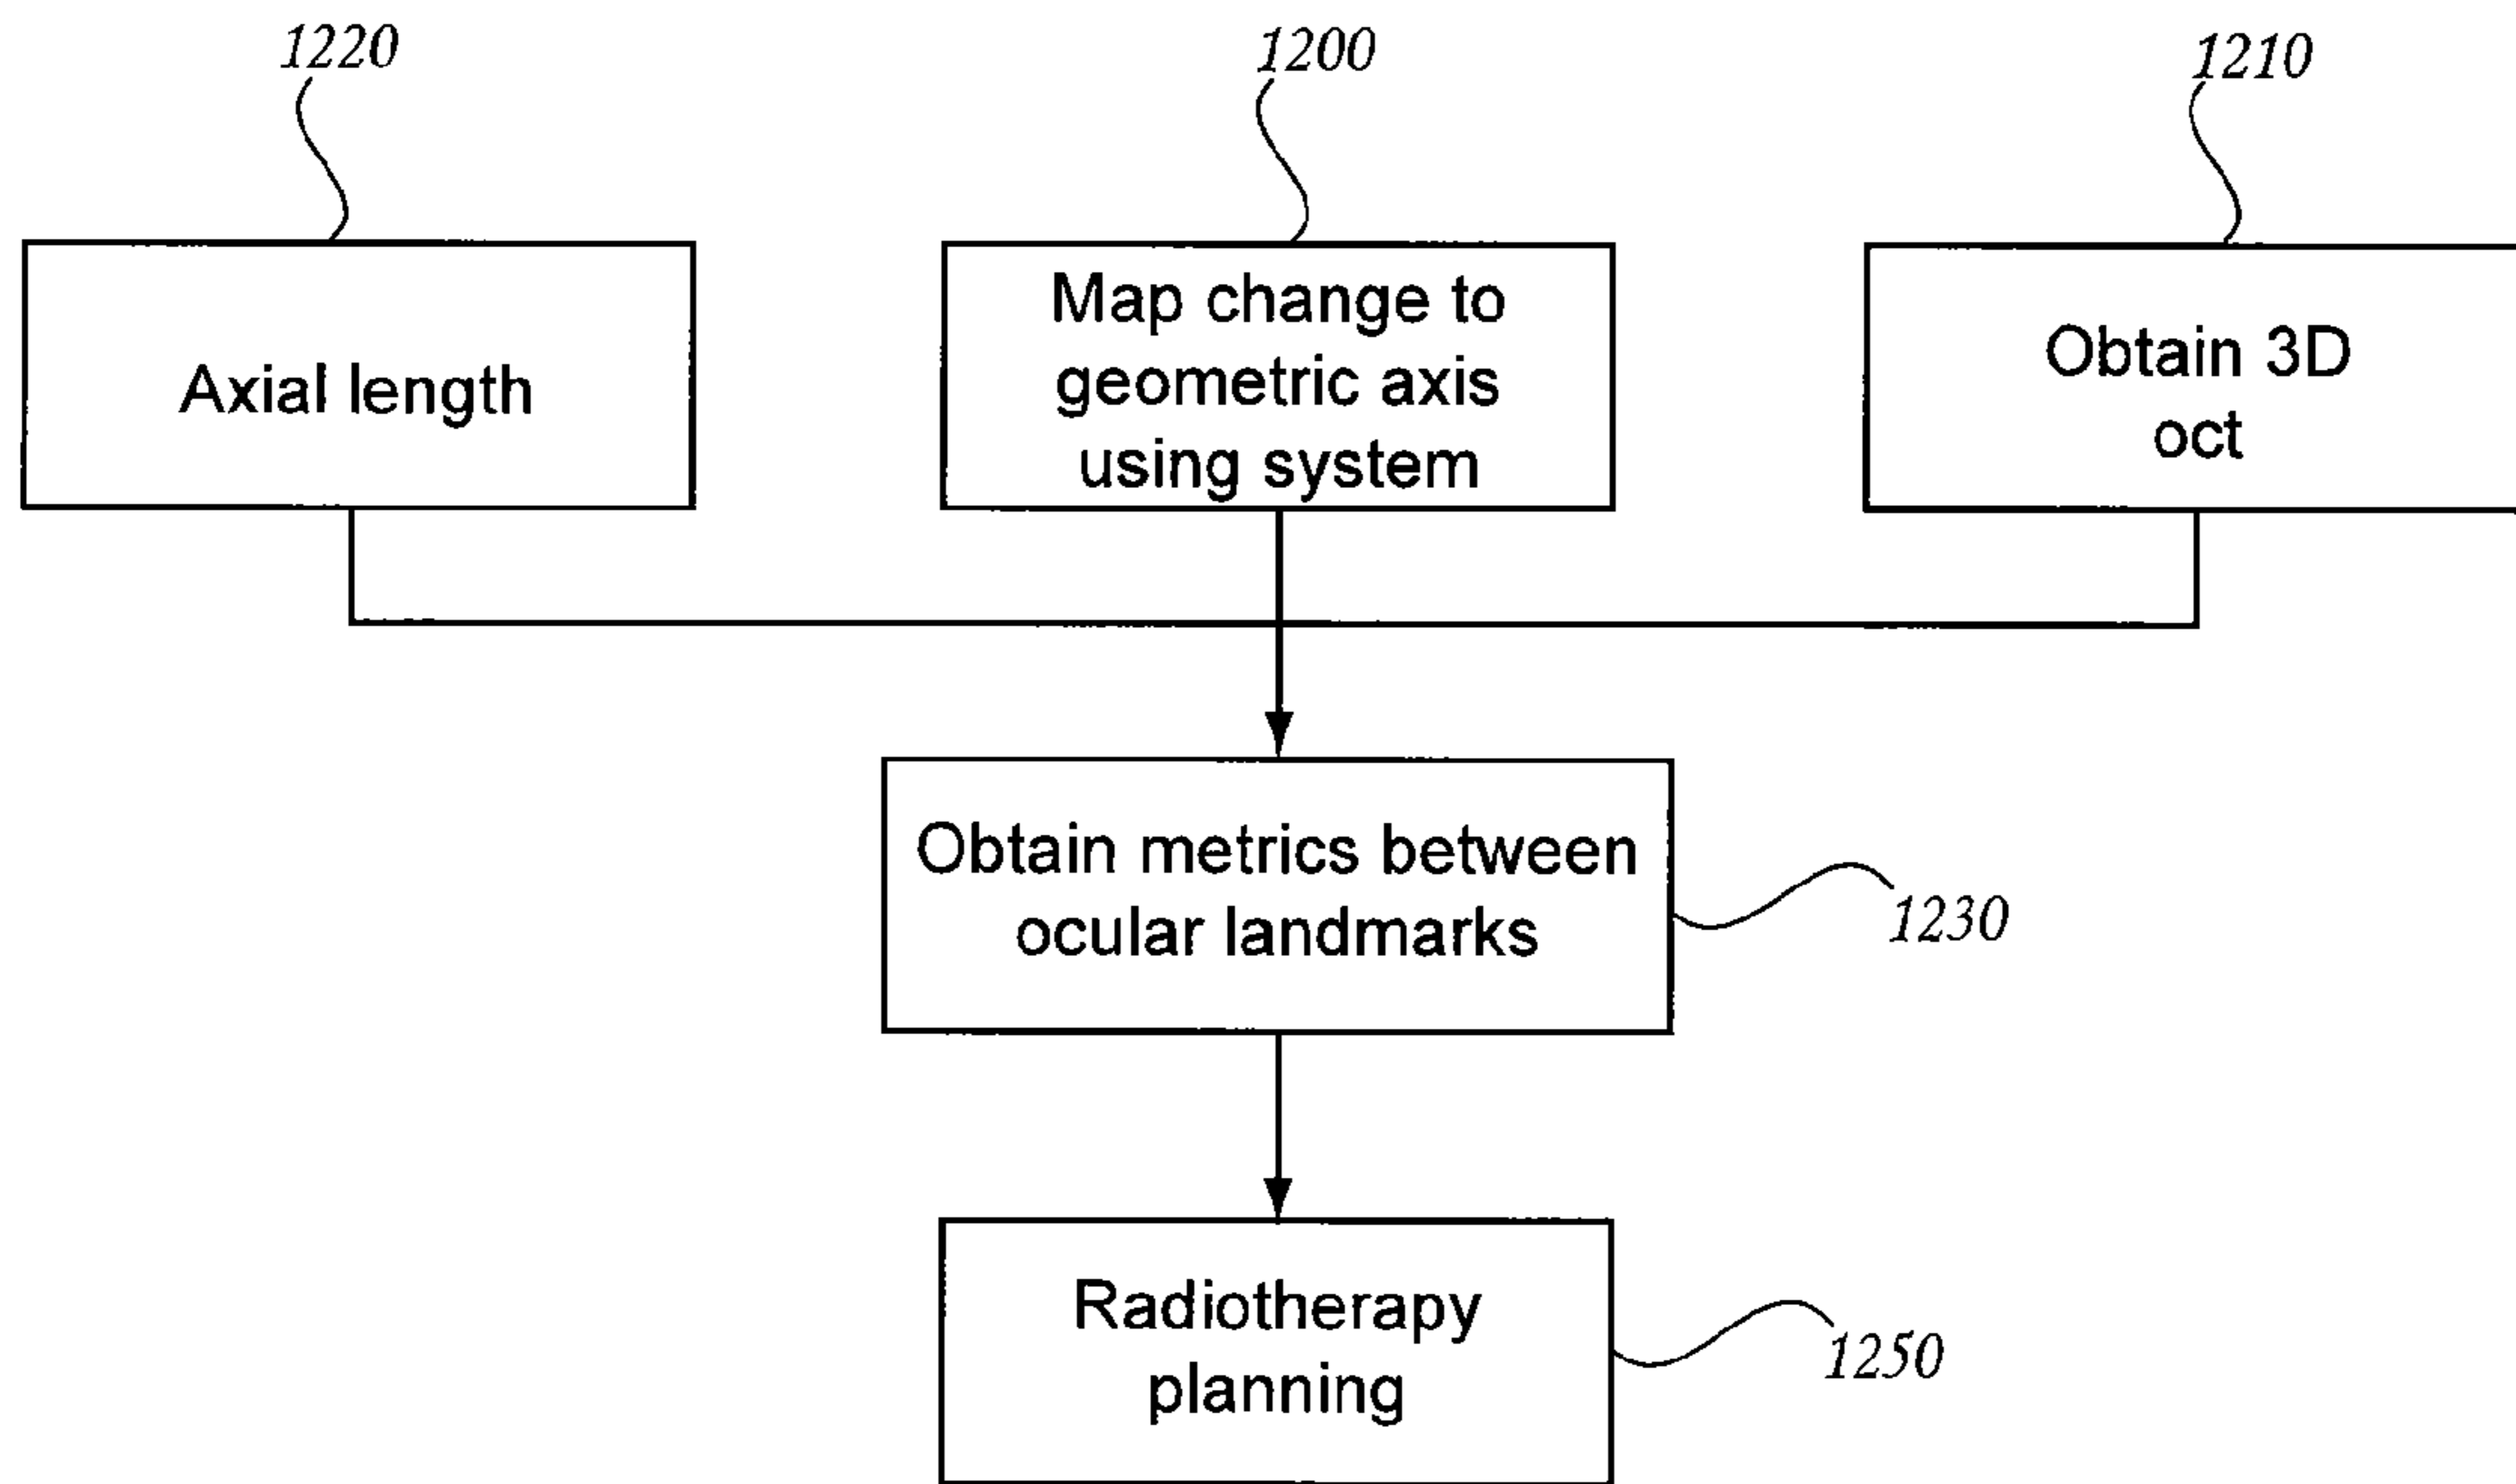 1220
1200
1210
Axial length
Map change to
geometric axis
using system
Obtain 3D
oct
Obtain metrics between
ocular landmarks
1230
Radiotherapy
planning
1250